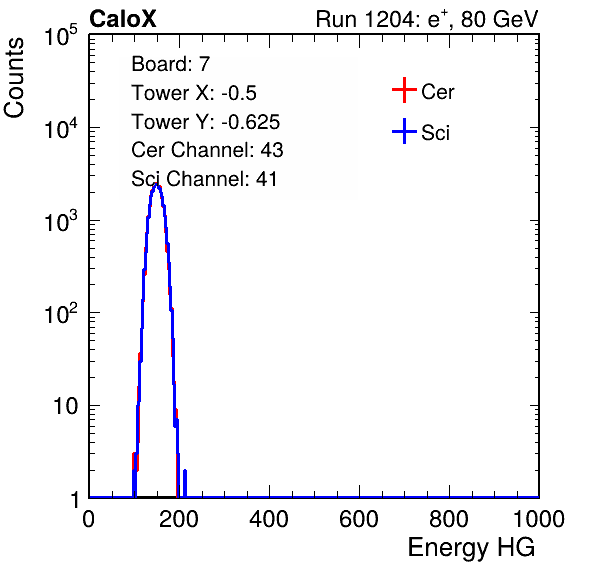 CaloX
Run 1204: e⁺, 80 GeV
Counts
10⁵
10⁴
10³
10²
10
1
Board: 7
Tower X: -0.5
Tower Y: -0.625
Cer Channel: 43
Sci Channel: 41
Cer
Sci
0 200 400 600 800 1000
Energy HG